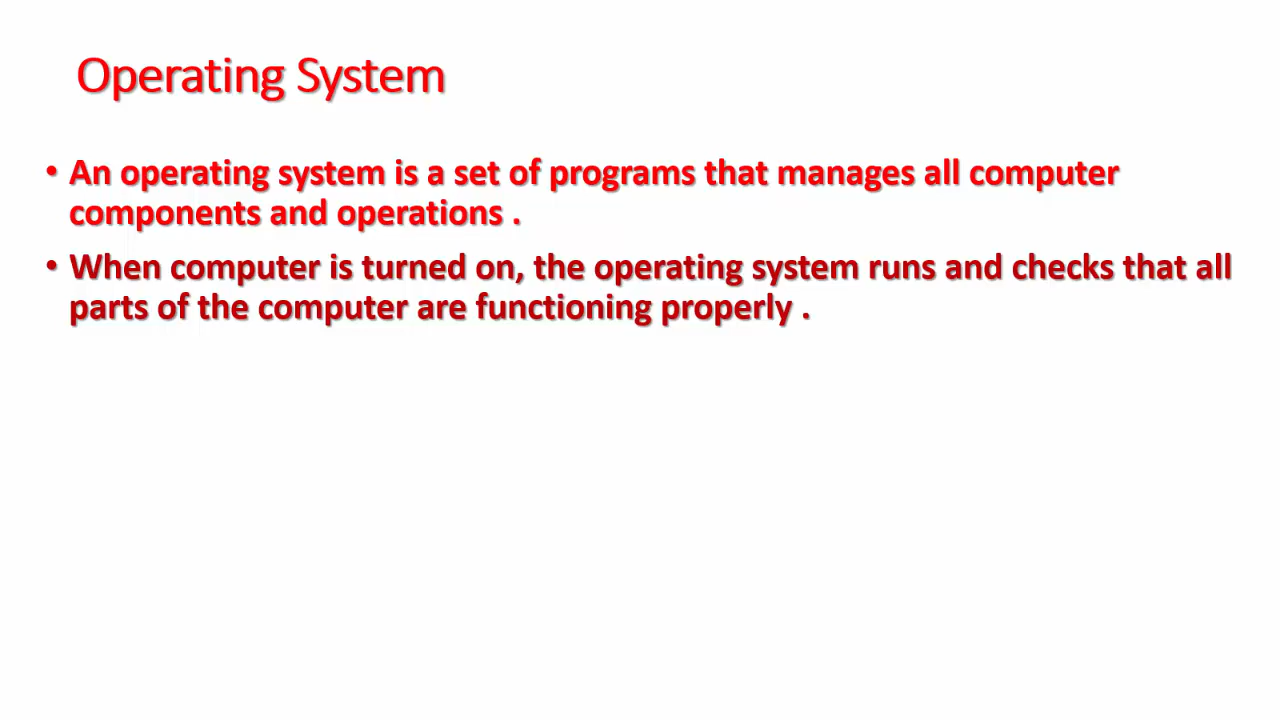 Operating System
• An operating system is a set of programs that manages all computer
components and operations .
• When computer is turned on, the operating system runs and checks that all
parts of the computer are functioning properly .